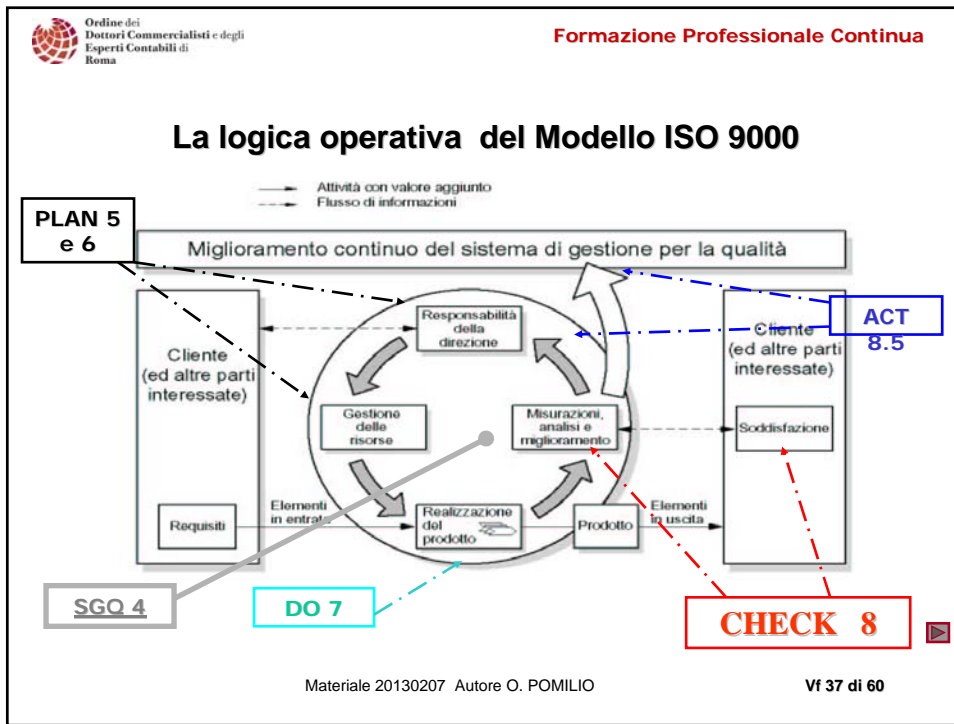 Ordine dei
Dottori Commercialisti e degli
Esperti Contabili di
Roma
Formazione Professionale Continua
La logica operativa del Modello ISO 9000
Attività con valore aggiunto
Flusso di informazioni
PLAN 5
e 6
Miglioramento continuo del sistema di gestione per la qualità
Cliente
(ed altre parti
interessate)
Responsabilità
della
direzione
ACT
8.5
Cliente
(ed altre parti
interessate)
Gestione
delle
risorse
Misurazioni,
analisi e
miglioramento
Soddisfazione
Requisiti
Elementi
in entrata
Realizzazione
del
prodotto
Prodotto
Elementi
in uscita
SGQ 4
DO 7
CHECK 8
Materiale 20130207 Autore O. POMILIO
Vf 37 di 60